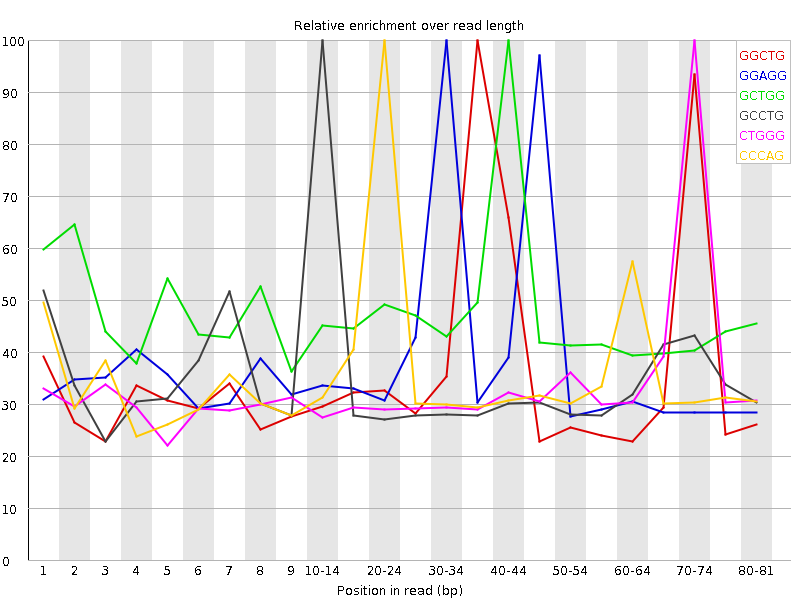 Relative enrichment over read length
100
90
80
70
60
50
40
30
20
10
0
GGCTG
GGAGG
GCTGG
GCCTG
CTGGG
CCCAG
1 2 3 4 5 6 7 8 9 10-14 20-24 30-34 40-44 50-54 60-64 70-74 80-81
Position in read (bp)